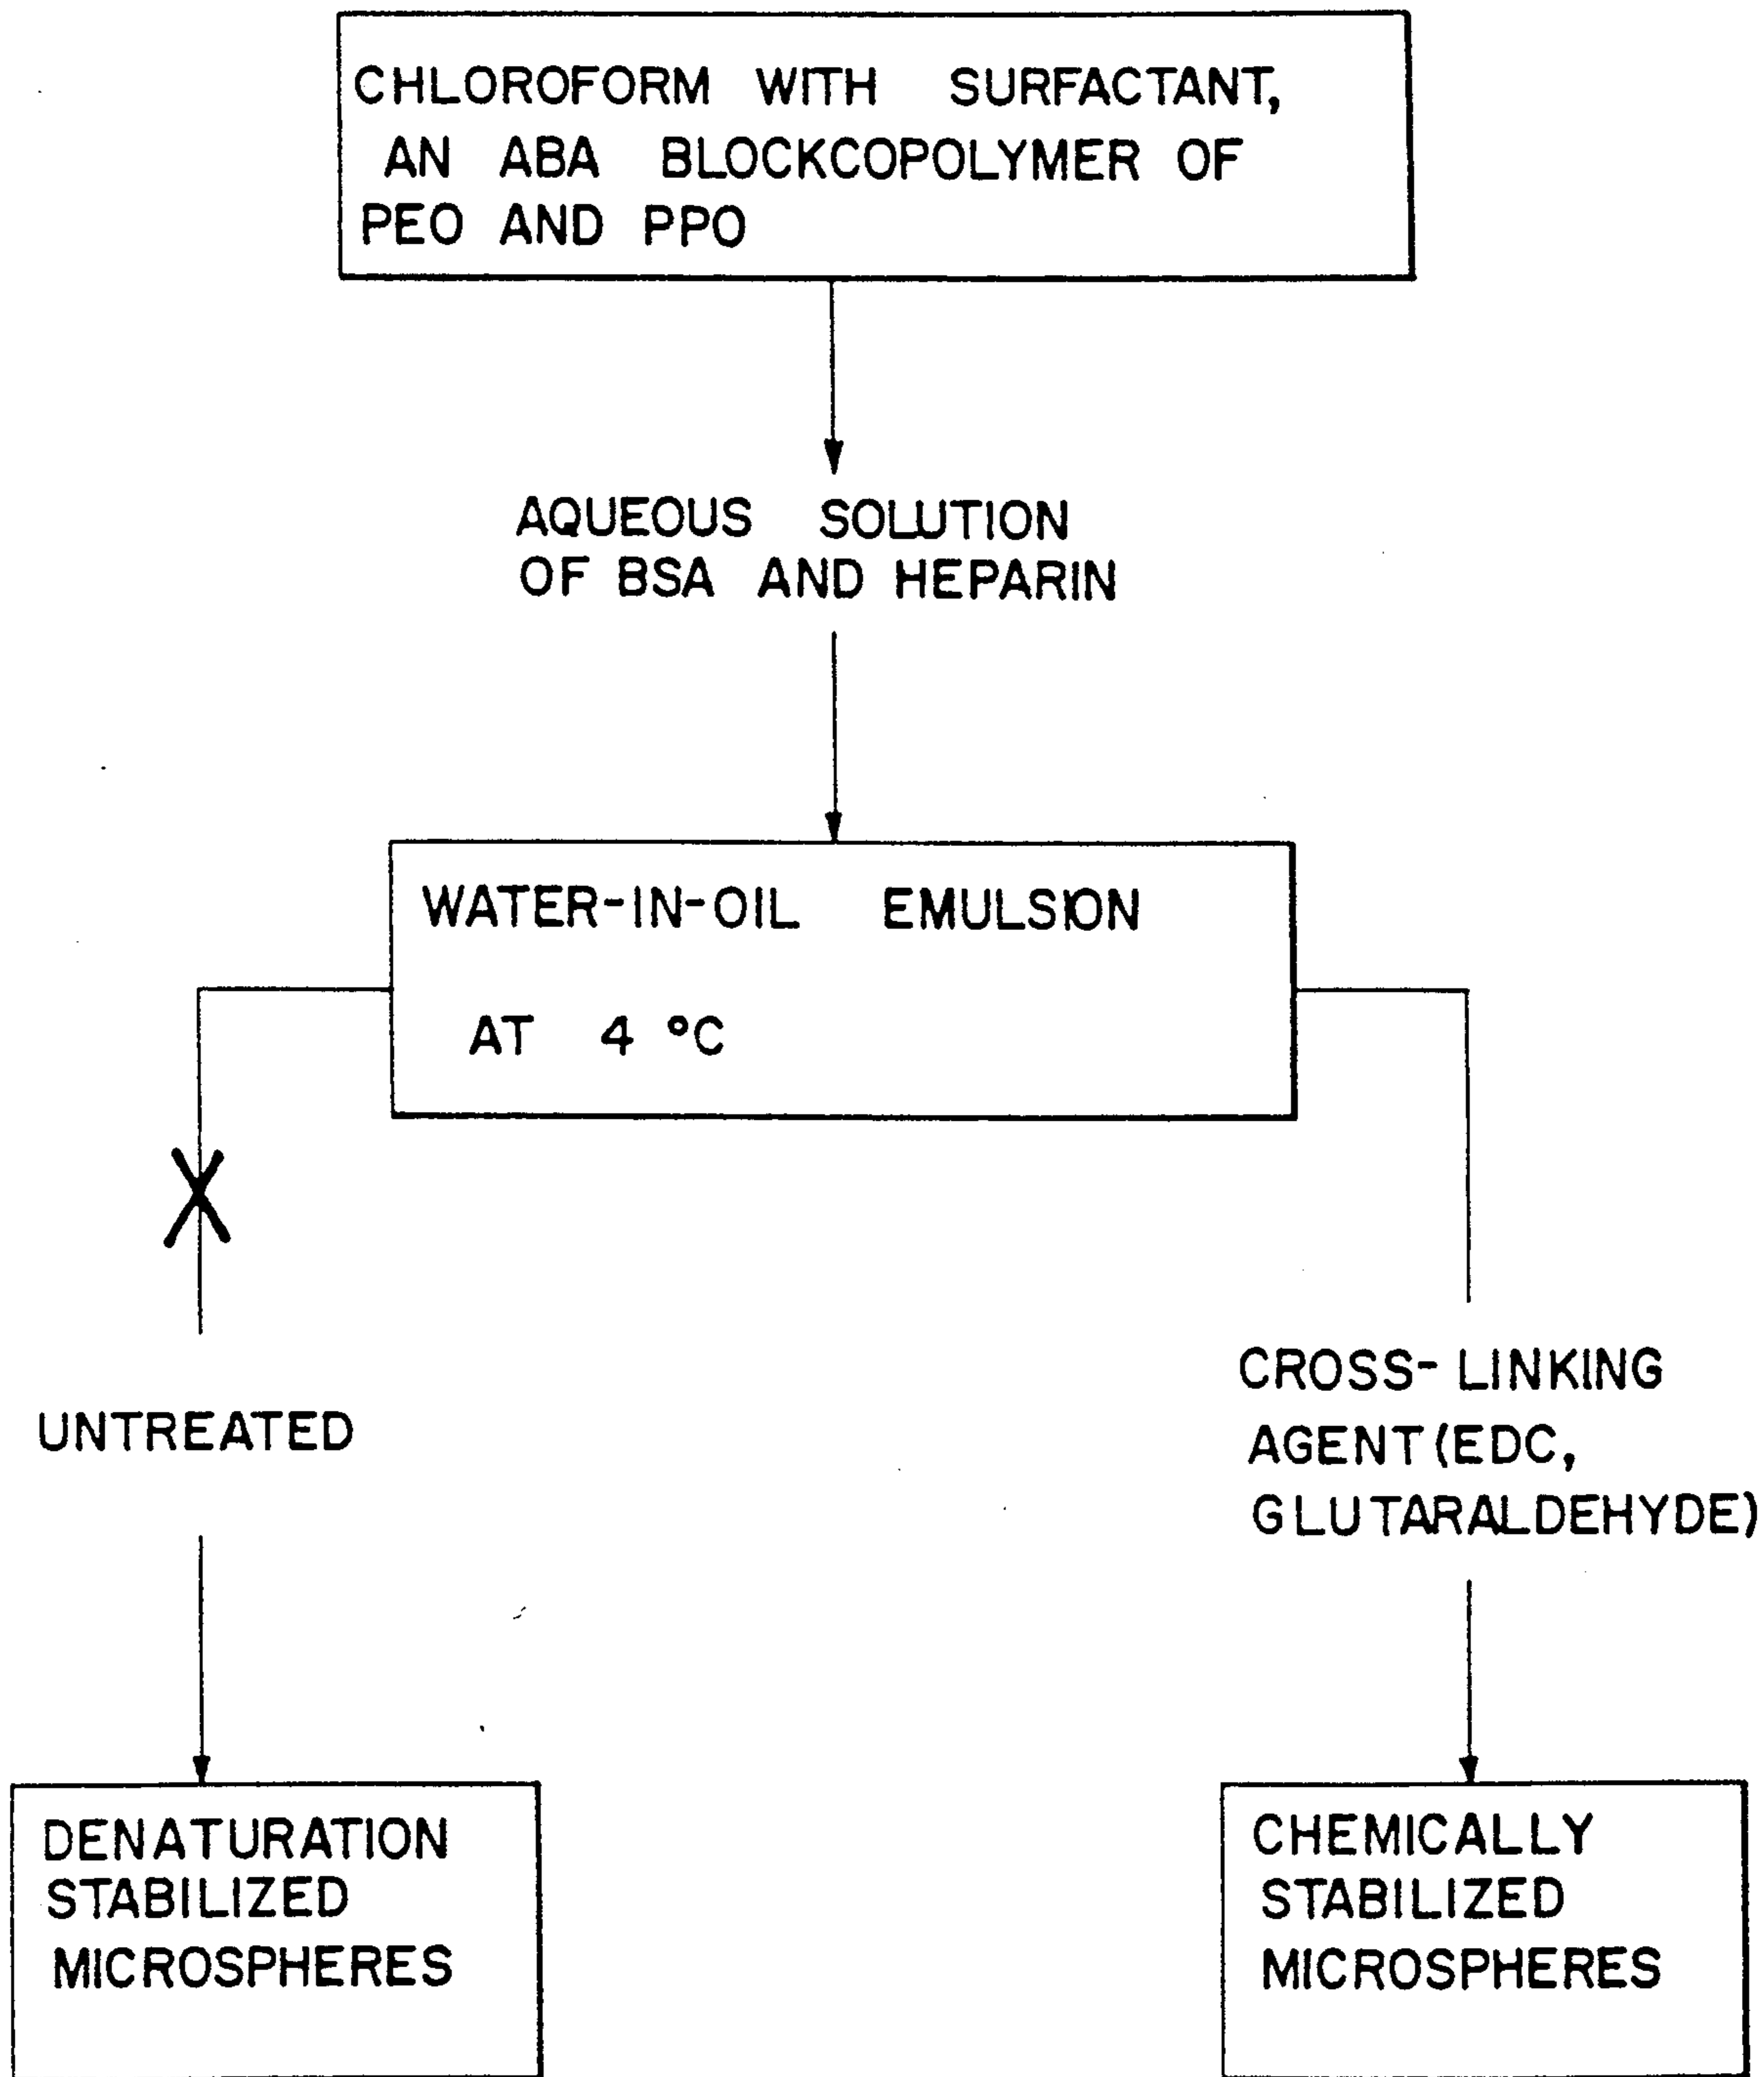 CHLOROFORM WITH SURFACTANT,
AN ABA BLOCKCOPOLYMER OF
PEO AND PPO
AQUEOUS SOLUTION
OF BSA AND HEPARIN
WATER-IN-OIL EMULSION
AT 4 °C
UNTREATED
CROSS-LINKING
AGENT (EDC,
GLUTARALDEHYDE)
DENATURATION
STABILIZED
MICROSPHERES
CHEMICALLY
STABILIZED
MICROSPHERES